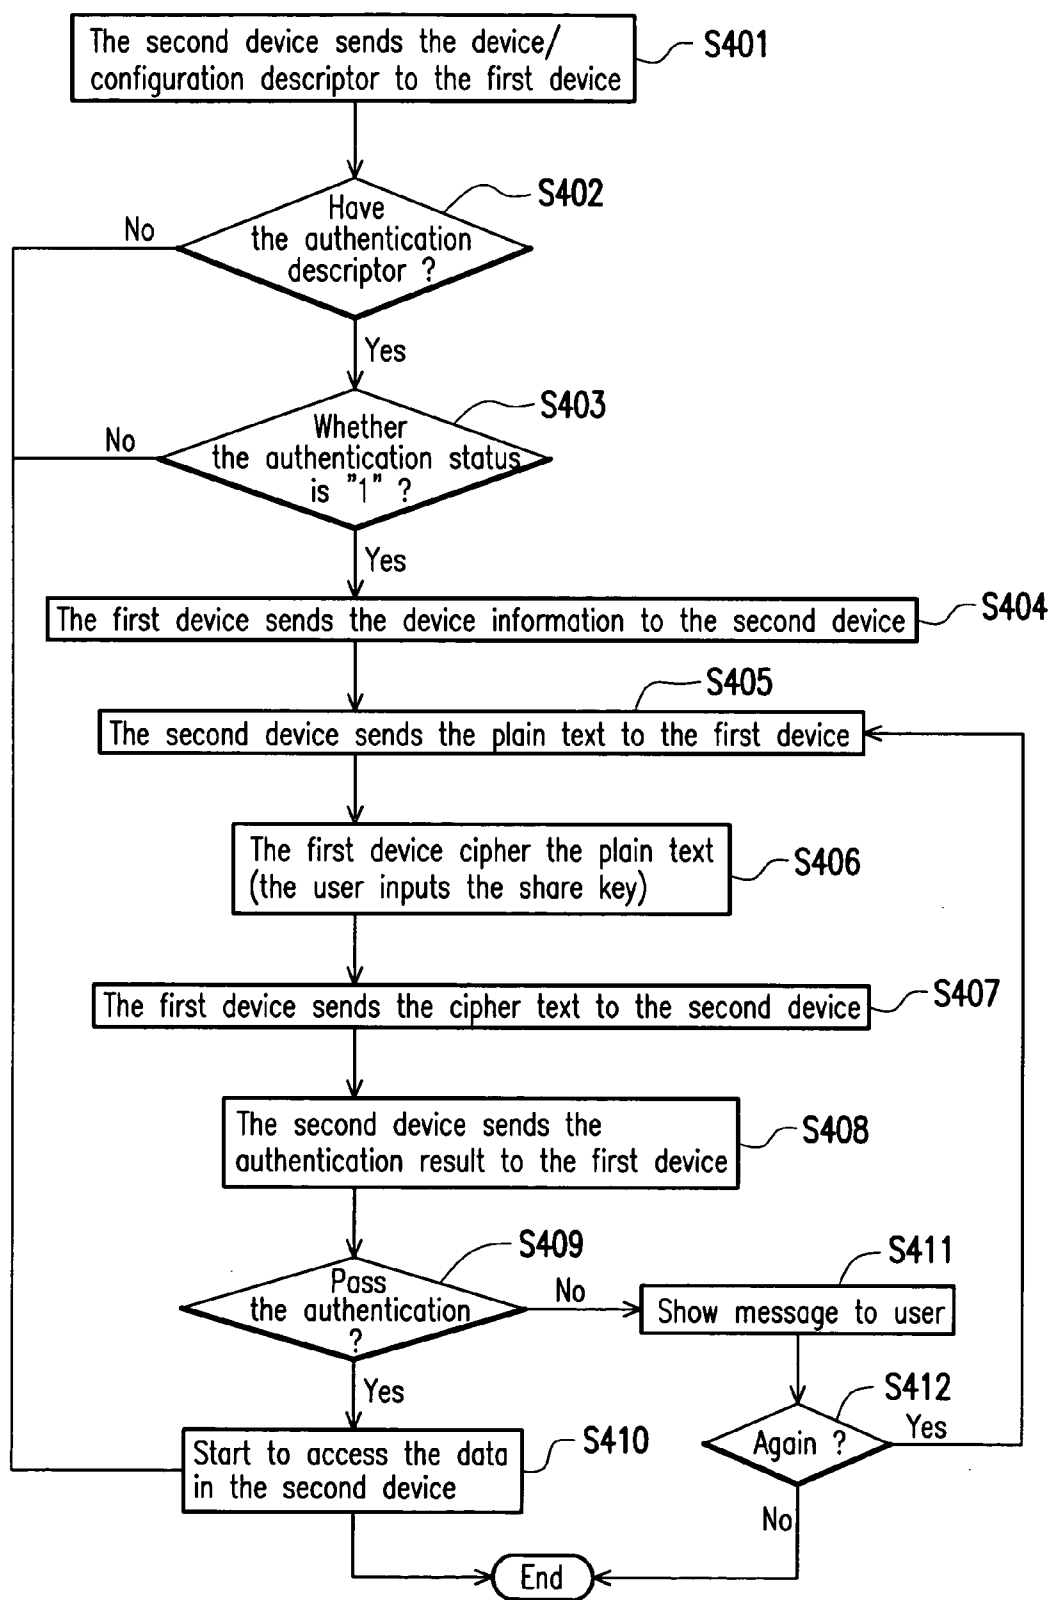 The second device sends the device/
configuration descriptor to the first device
S401
S402
Have
the authentication
descriptor ?
No
Yes
S403
Whether
the authentication status
is "1" ?
No
Yes
The first device sends the device information to the second device
S404
S405
The second device sends the plain text to the first device
The first device cipher the plain text
(the user inputs the share key)
S406
The first device sends the cipher text to the second device
S407
The second device sends the
authentication result to the first device
S408
S409
Pass
the authentication
?
No
S411
Show message to user
Yes
S412
Again ?
Yes
Start to access the data
in the second device
S410
No
End